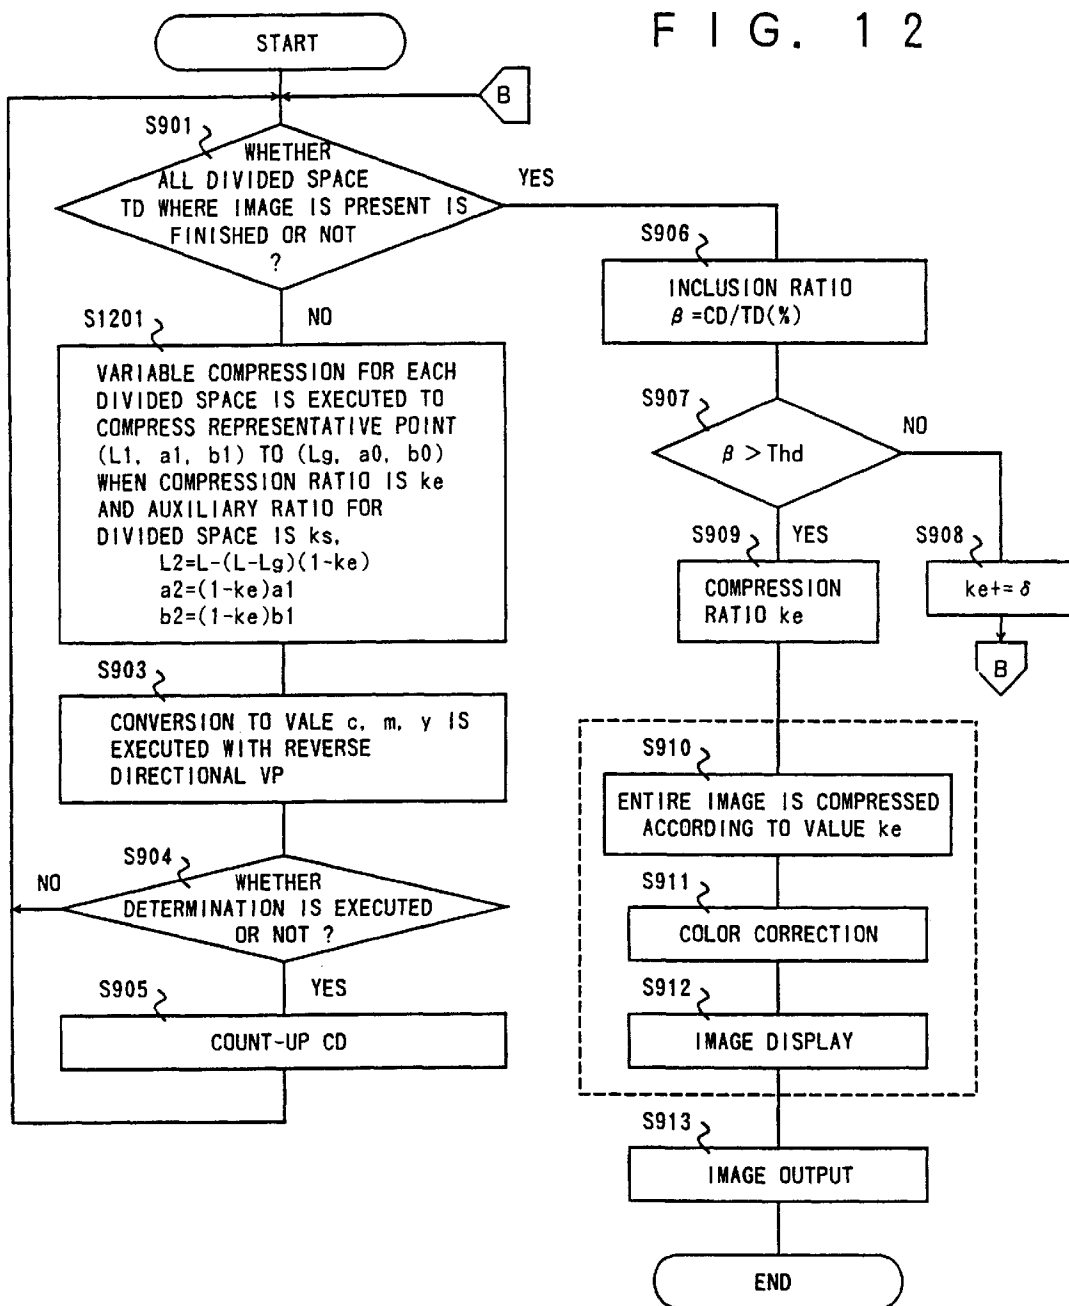 FIG. 12
START
B
S901
WHETHER
ALL DIVIDED SPACE
TD WHERE IMAGE IS PRESENT IS
FINISHED OR NOT
?
YES
NO
S1201
VARIABLE COMPRESSION FOR EACH
DIVIDED SPACE IS EXECUTED TO
COMPRESS REPRESENTATIVE POINT
(L1, a1, b1) TO (Lg, a0, b0)
WHEN COMPRESSION RATIO IS ke
AND AUXILIARY RATIO FOR
DIVIDED SPACE IS ks,
L2=L-(L-Lg)(1-ke)
a2=(1-ke)a1
b2=(1-ke)b1
S903
CONVERSION TO VALE c, m, y IS
EXECUTED WITH REVERSE
DIRECTIONAL VP
S904
NO
WHETHER
DETERMINATION IS EXECUTED
OR NOT ?
YES
S905
COUNT-UP CD
S906
INCLUSION RATIO
β=CD/TD(%)
S907
β>Thd
NO
YES
S909
COMPRESSION
RATIO ke
S908
ke+=δ
B
S910
ENTIRE IMAGE IS COMPRESSED
ACCORDING TO VALUE ke
S911
COLOR CORRECTION
S912
IMAGE DISPLAY
S913
IMAGE OUTPUT
END